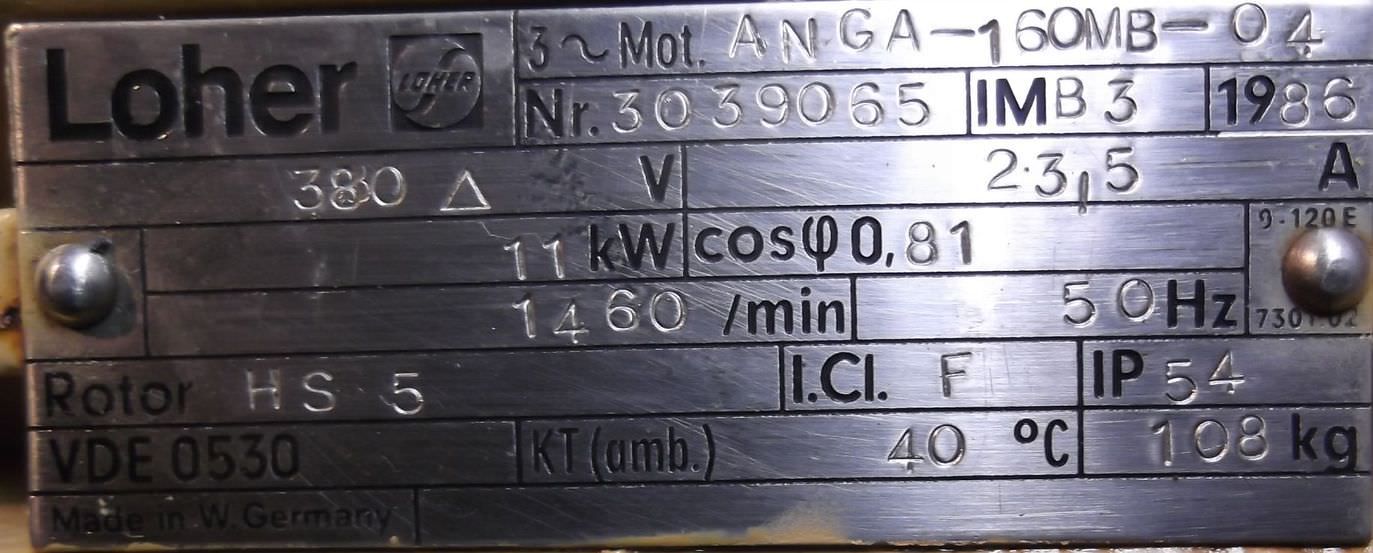 Loher LOHER 3~Mot. ANGA-160MB-04
Nr. 3039065 IMB3 1986
380 △ V 23,5 A
11 kW cosφ 0,81 9-120E
1460 /min 50 Hz
Rotor HS 5 I.Cl. F IP 54
VDE 0530 KT (amb.) 40 °C 108 kg
Made in W. Germany